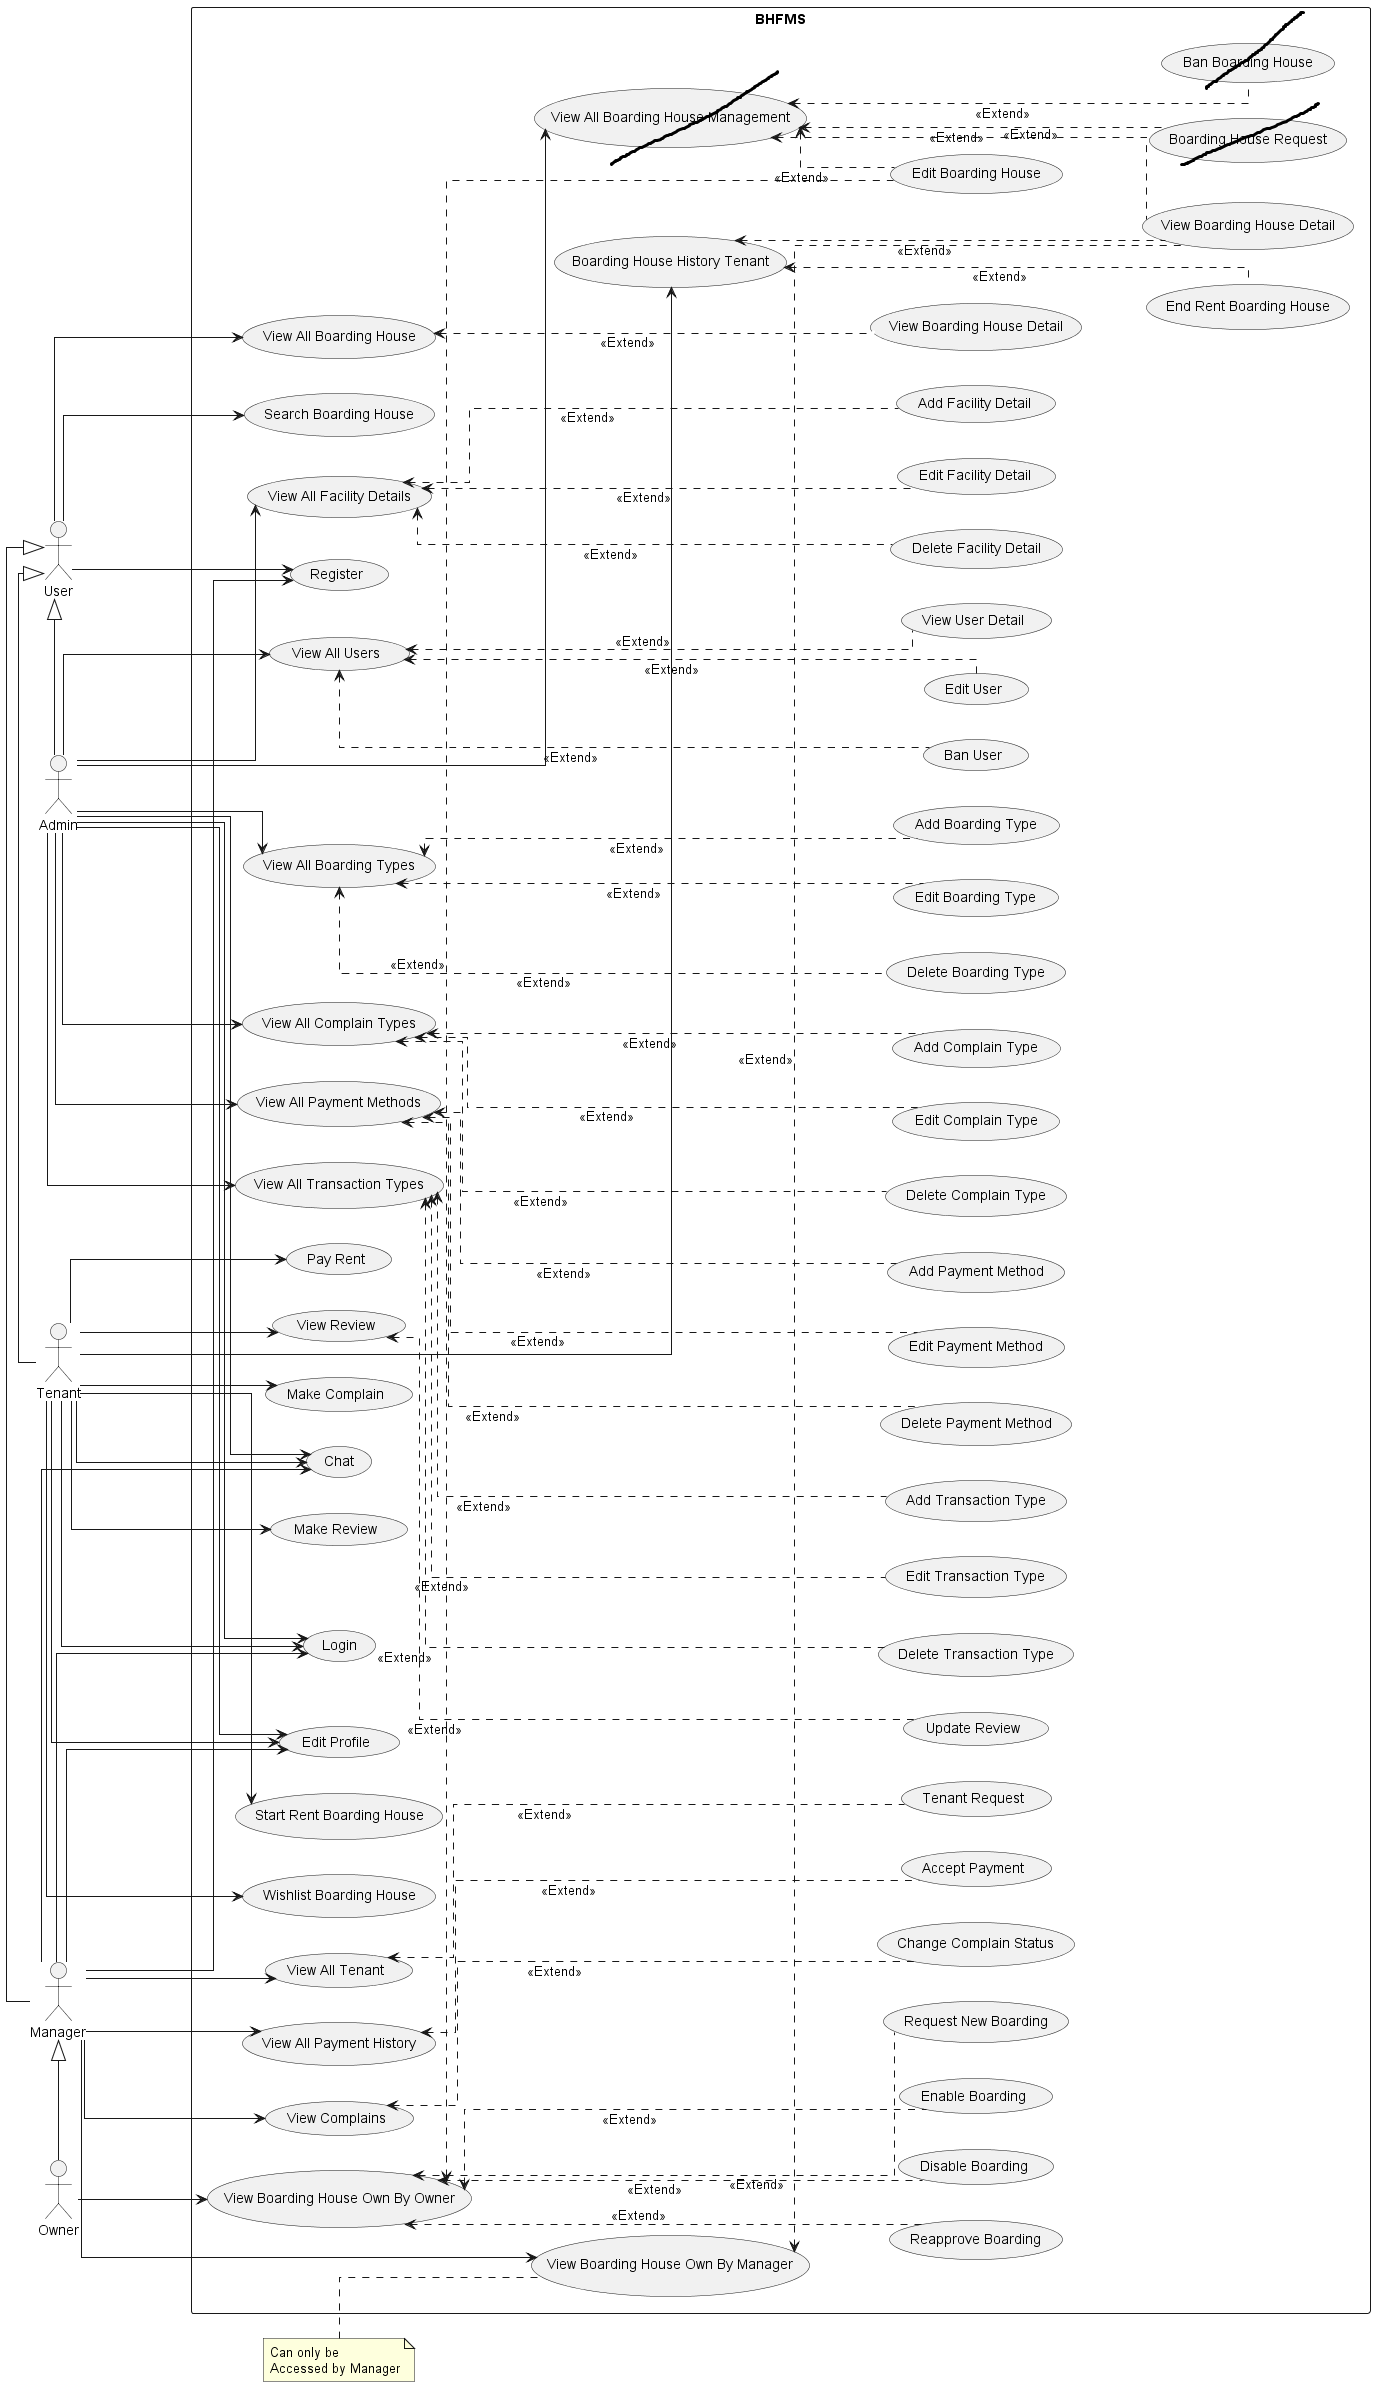 BHFMS
Ban Boarding House
View All Boarding House Management
«Extend»
Boarding House Request
«Extend»
«Extend»
Edit Boarding House
«Extend»
View Boarding House Detail
Boarding House History Tenant
«Extend»
«Extend»
End Rent Boarding House
View All Boarding House
View Boarding House Detail
«Extend»
Search Boarding House
Add Facility Detail
«Extend»
View All Facility Details
Edit Facility Detail
«Extend»
Delete Facility Detail
«Extend»
User
Register
View User Detail
«Extend»
View All Users
«Extend»
Edit User
Ban User
«Extend»
Admin
Add Boarding Type
«Extend»
View All Boarding Types
Edit Boarding Type
«Extend»
«Extend»
Delete Boarding Type
«Extend»
View All Complain Types
Add Complain Type
«Extend»
«Extend»
View All Payment Methods
Edit Complain Type
«Extend»
View All Transaction Types
Delete Complain Type
«Extend»
Pay Rent
Add Payment Method
«Extend»
View Review
Edit Payment Method
«Extend»
Tenant
Make Complain
Delete Payment Method
«Extend»
Chat
Add Transaction Type
«Extend»
Make Review
Edit Transaction Type
«Extend»
Login
Delete Transaction Type
«Extend»
Update Review
«Extend»
Edit Profile
Start Rent Boarding House
Tenant Request
«Extend»
Wishlist Boarding House
Accept Payment
«Extend»
View All Tenant
Change Complain Status
«Extend»
Manager
View All Payment History
Request New Boarding
View Complains
Enable Boarding
«Extend»
Disable Boarding
«Extend»
«Extend»
Owner
View Boarding House Own By Owner
«Extend»
Reapprove Boarding
View Boarding House Own By Manager
Can only be
Accessed by Manager